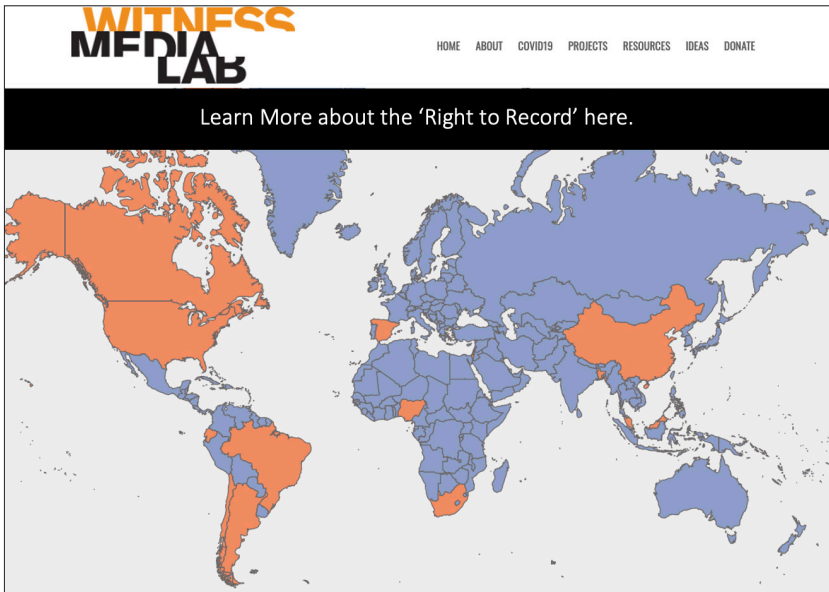 WITNESS
MEDIA
LAB
HOME ABOUT COVID19 PROJECTS RESOURCES IDEAS DONATE
Learn More about the ‘Right to Record’ here.